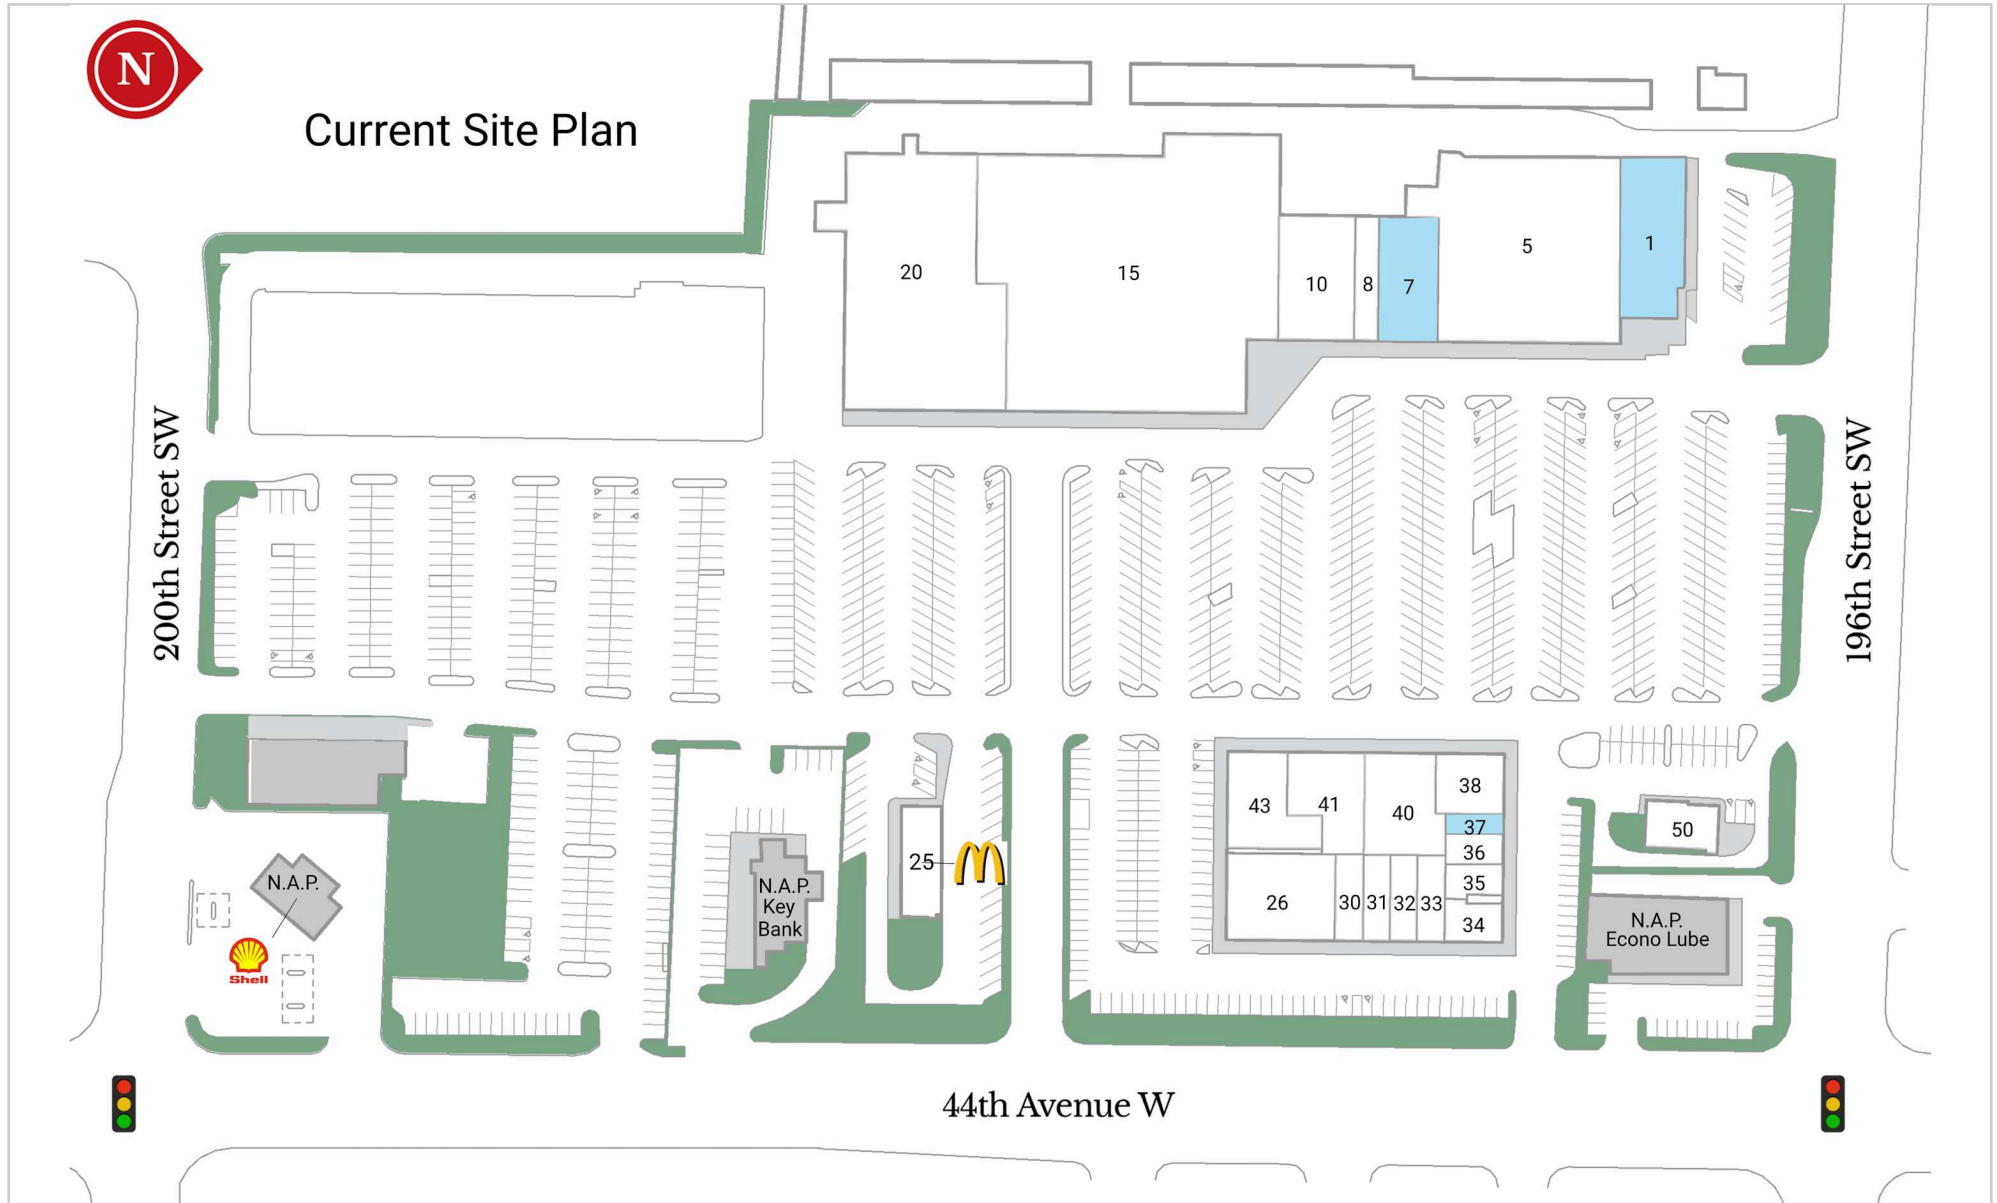 N
Current Site Plan
20
15
10
8
7
5
1
200th Street SW
196th Street SW
43
41
40
38
37
36
35
34
26
30
31
32
33
50
25
N.A.P.
Shell
N.A.P.
Key
Bank
N.A.P.
Econo Lube
44th Avenue W